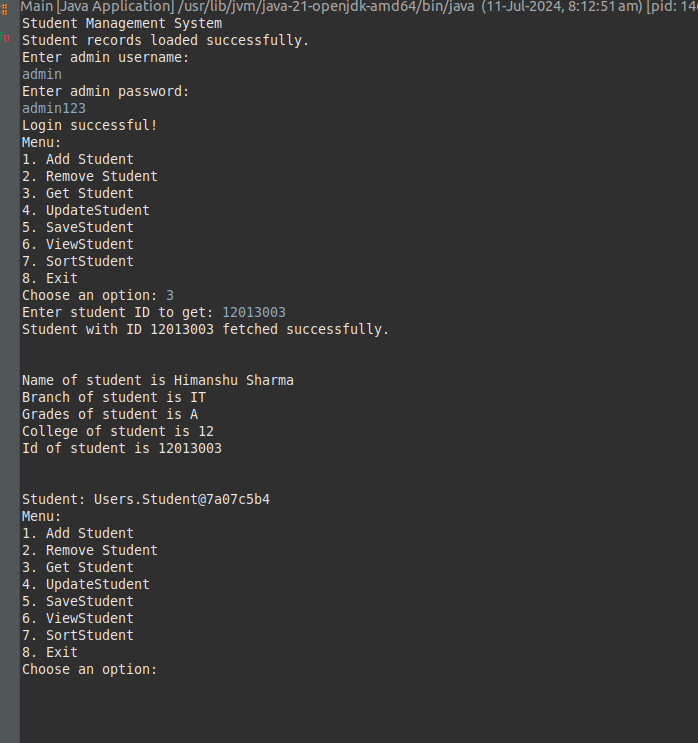 Main [Java Application] /usr/lib/jvm/java-21-openjdk-amd64/bin/java (11-Jul-2024, 8:12:51 am) [pid:
Student Management System
Student records loaded successfully.
Enter admin username:
admin
Enter admin password:
admin123
Login successful!
Menu:
1. Add Student
2. Remove Student
3. Get Student
4. UpdateStudent
5. SaveStudent
6. ViewStudent
7. SortStudent
8. Exit
Choose an option: 3
Enter student ID to get: 12013003
Student with ID 12013003 fetched successfully.
Name of student is Himanshu Sharma
Branch of student is IT
Grades of student is A
College of student is 12
Id of student is 12013003
Student: Users.Student@7a07c5b4
Menu:
1. Add Student
2. Remove Student
3. Get Student
4. UpdateStudent
5. SaveStudent
6. ViewStudent
7. SortStudent
8. Exit
Choose an option: